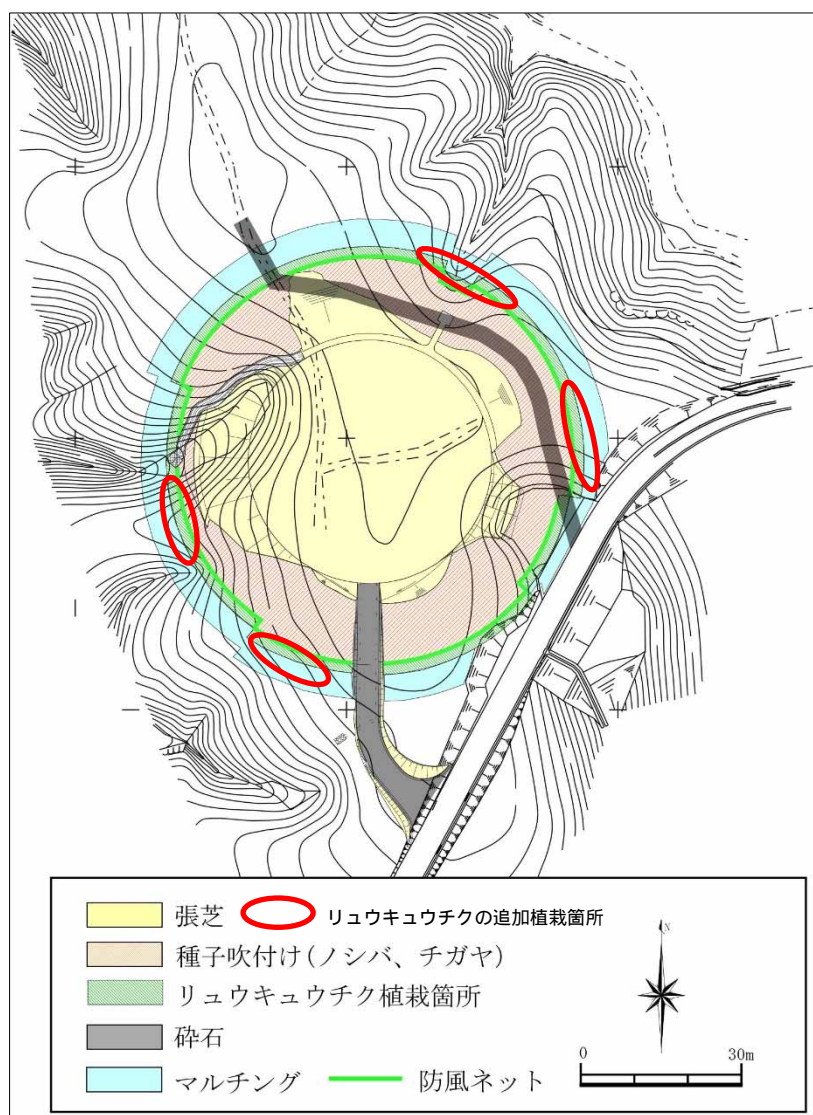 張芝 リュウキュウチクの追加植栽箇所
種子吹付け(ノシバ、チガヤ)
リュウキュウチク植栽箇所
砕石
マルチング 防風ネット
N
0 30m